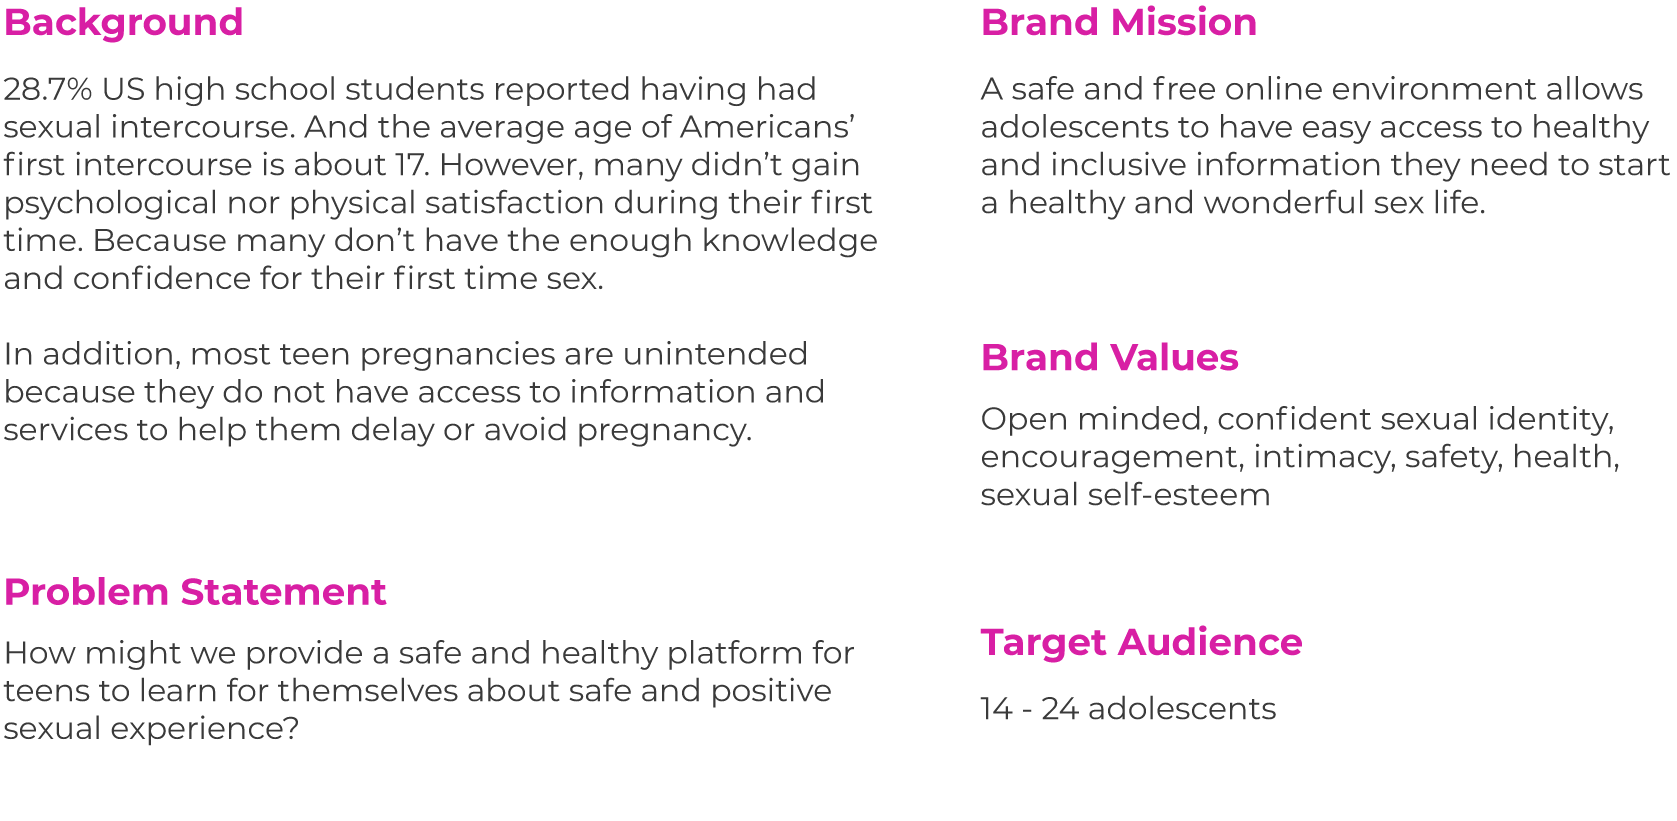 Background
28.7% US high school students reported having had
sexual intercourse. And the average age of Americans’
first intercourse is about 17. However, many didn’t gain
psychological nor physical satisfaction during their first
time. Because many don’t have the enough knowledge
and confidence for their first time sex.
In addition, most teen pregnancies are unintended
because they do not have access to information and
services to help them delay or avoid pregnancy.
Problem Statement
How might we provide a safe and healthy platform for
teens to learn for themselves about safe and positive
sexual experience?
Brand Mission
A safe and free online environment allows
adolescents to have easy access to healthy
and inclusive information they need to start
a healthy and wonderful sex life.
Brand Values
Open minded, confident sexual identity,
encouragement, intimacy, safety, health,
sexual self-esteem
Target Audience
14 - 24 adolescents